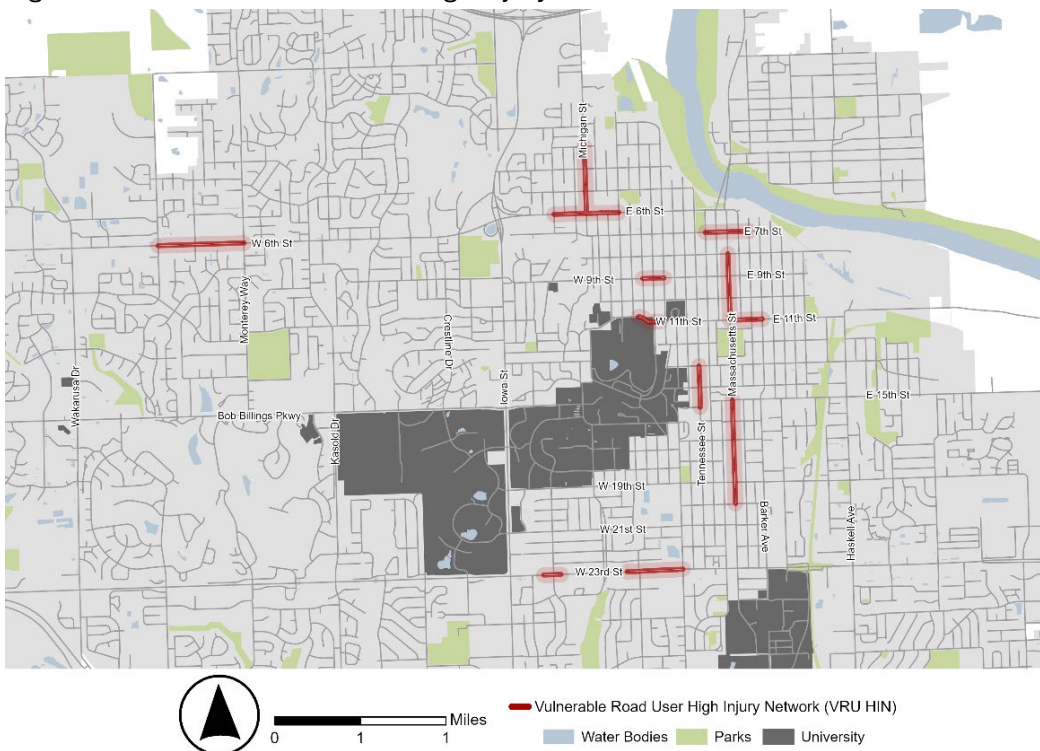 Michigan St
E 6th St
E 7th St
W 6th St
W 9th St
E 9th St
Monterey Way
Crestline Dr
W 11th St
E 11th St
Massachusetts St
Iowa St
Wakarusa Dr
Bob Billings Pkwy
Kasold Dr
E 15th St
Tennessee St
W 19th St
W 21st St
Barker Ave
Haskell Ave
W 23rd St
Miles
0 1 1
Vulnerable Road User High Injury Network (VRU HIN)
Water Bodies Parks University